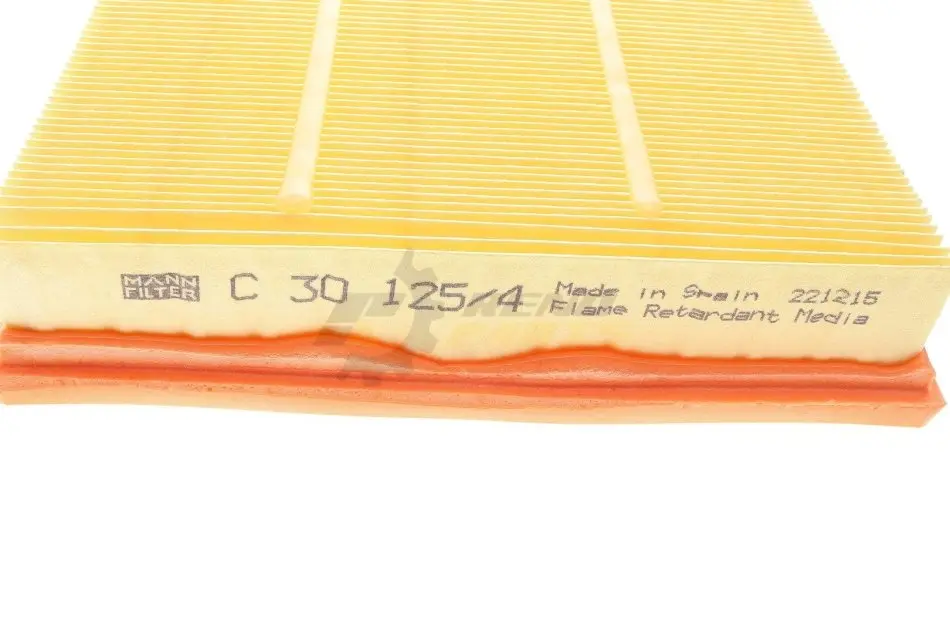 MANN
FILTER
C 30 125/4
Made in Spain 221215
Flame Retardant Media